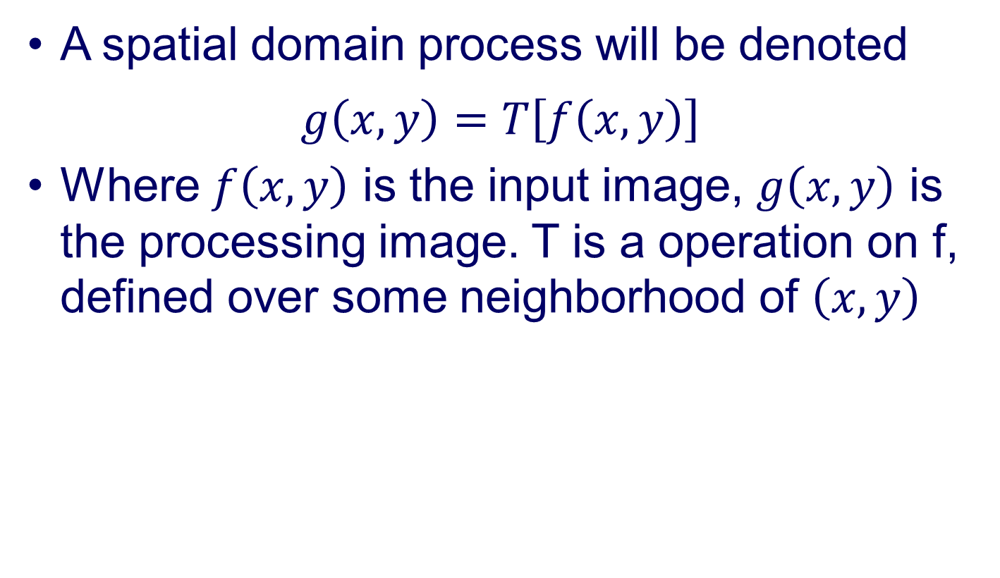 • A spatial domain process will be denoted
𝑔(𝑥, 𝑦) = 𝑇[𝑓(𝑥, 𝑦)]
• Where 𝑓(𝑥, 𝑦) is the input image, 𝑔(𝑥, 𝑦) is
the processing image. T is a operation on f,
defined over some neighborhood of (𝑥, 𝑦)